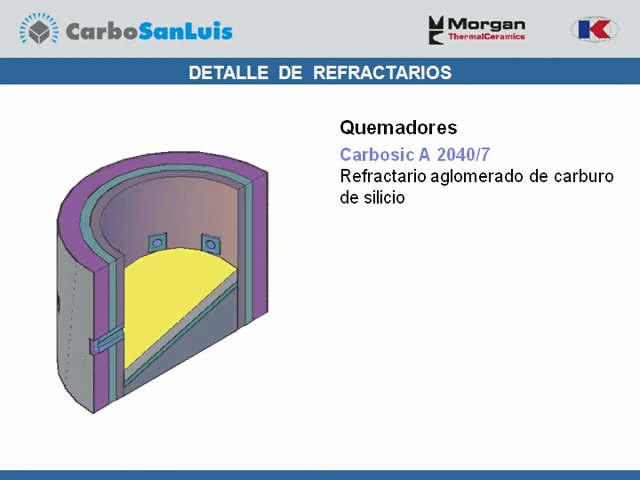 CarboSanLuis
Morgan
ThermalCeramics
K
DETALLE DE REFRACTARIOS
Quemadores
Carbosic A 2040/7
Refractario aglomerado de carburo
de silicio